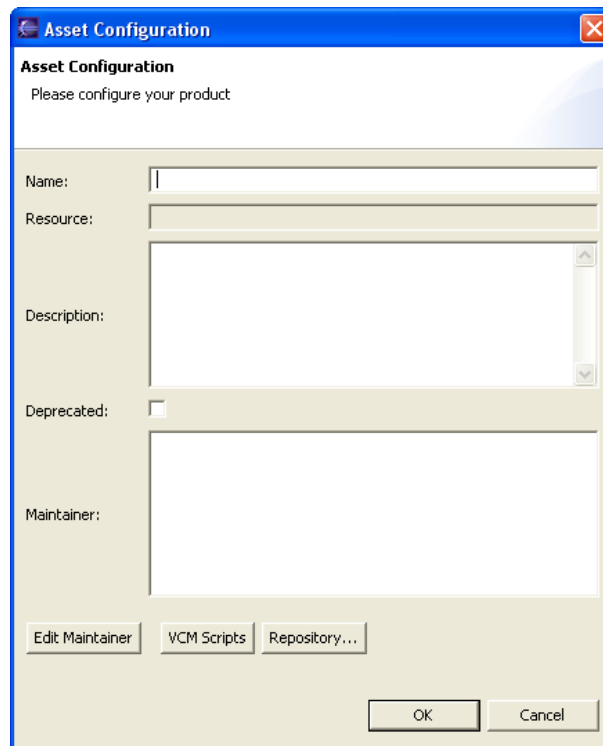 Asset Configuration
Asset Configuration
Please configure your product
Name:
Resource:
Description:
Deprecated:
Maintainer:
Edit Maintainer VCM Scripts Repository...
OK Cancel